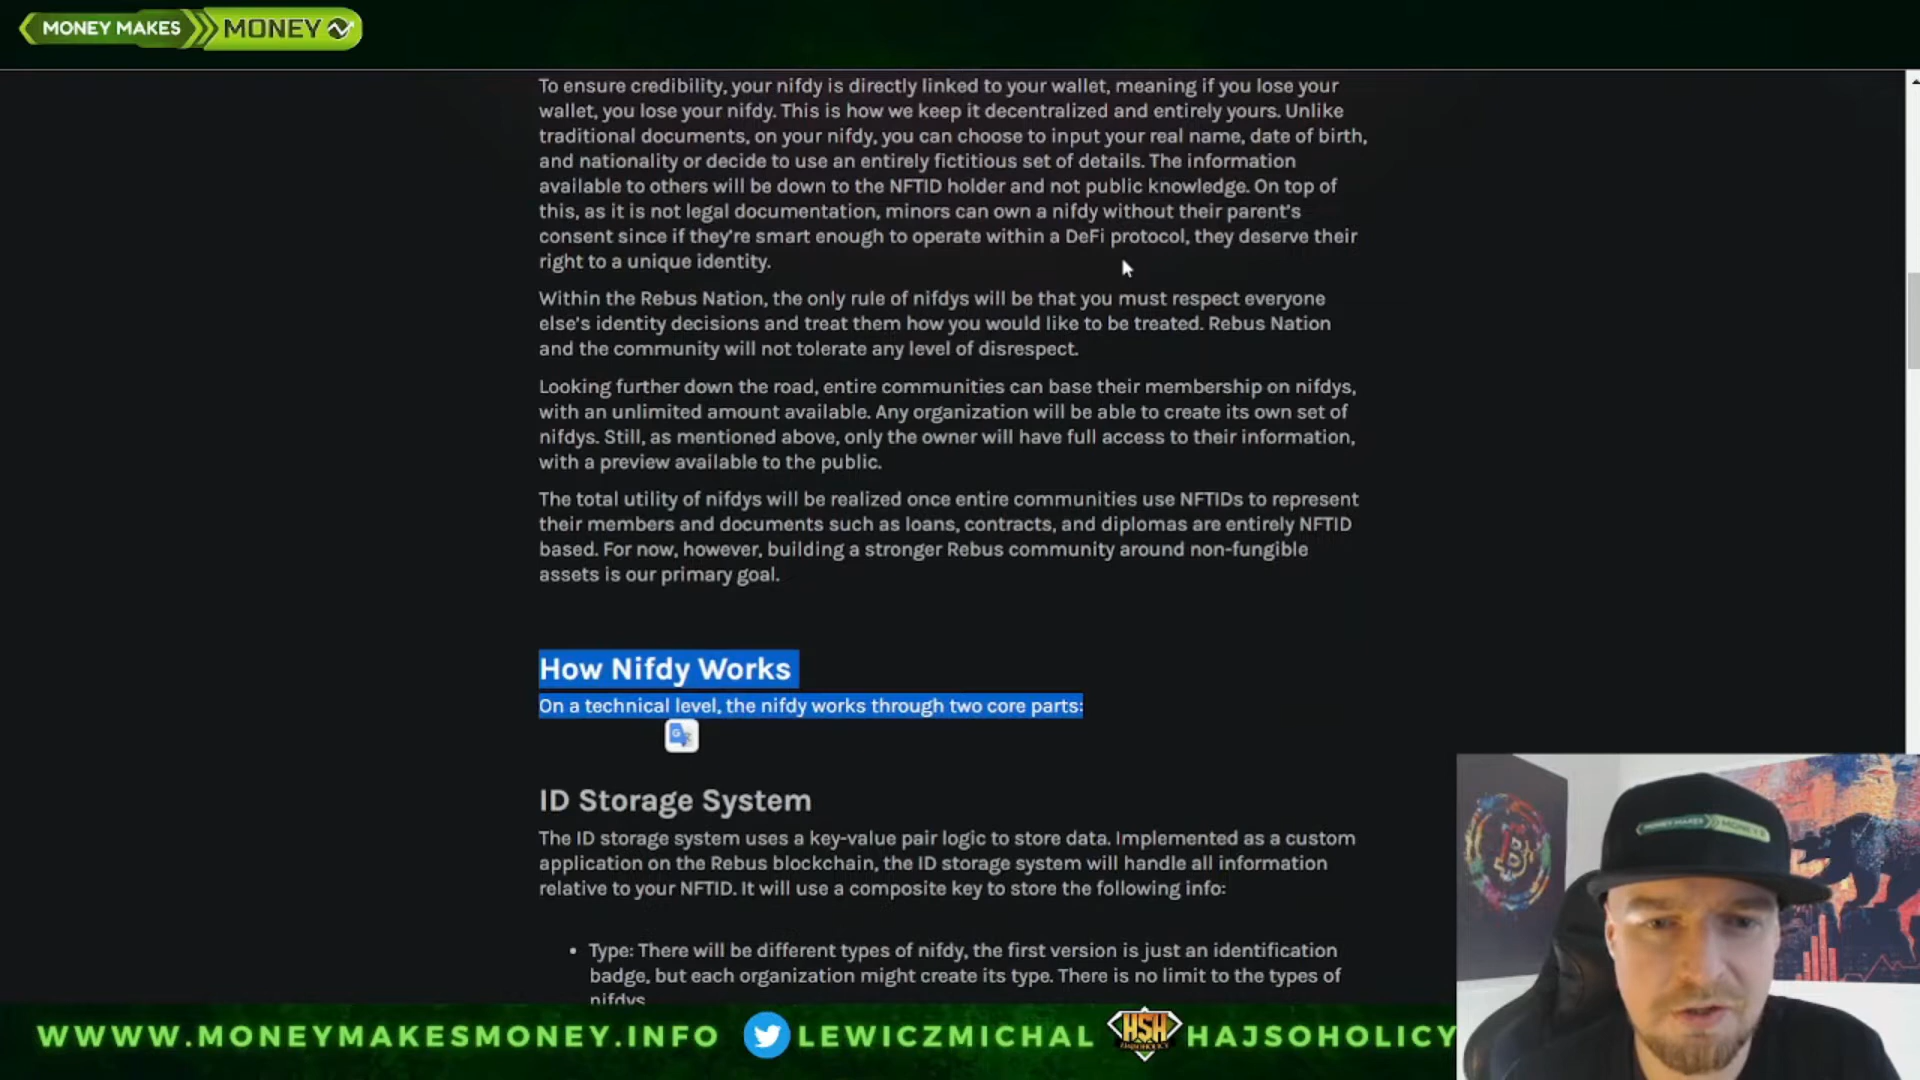 MONEY MAKES MONEY
To ensure credibility, your nifdy is directly linked to your wallet, meaning if you lose your
wallet, you lose your nifdy. This is how we keep it decentralized and entirely yours. Unlike
traditional documents, on your nifdy, you can choose to input your real name, date of birth,
and nationality or decide to use an entirely fictitious set of details. The information
available to others will be down to the NFTID holder and not public knowledge. On top of
this, as it is not legal documentation, minors can own a nifdy without their parent's
consent since if they're smart enough to operate within a DeFi protocol, they deserve their
right to a unique identity.
Within the Rebus Nation, the only rule of nifdys will be that you must respect everyone
else's identity decisions and treat them how you would like to be treated. Rebus Nation
and the community will not tolerate any level of disrespect.
Looking further down the road, entire communities can base their membership on nifdys,
with an unlimited amount available. Any organization will be able to create its own set of
nifdys. Still, as mentioned above, only the owner will have full access to their information,
with a preview available to the public.
The total utility of nifdys will be realized once entire communities use NFTIDs to represent
their members and documents such as loans, contracts, and diplomas are entirely NFTID
based. For now, however, building a stronger Rebus community around non-fungible
assets is our primary goal.
How Nifdy Works
On a technical level, the nifdy works through two core parts:
G
ID Storage System
The ID storage system uses a key-value pair logic to store data. Implemented as a custom
application on the Rebus blockchain, the ID storage system will handle all information
relative to your NFTID. It will use a composite key to store the following info:
• Type: There will be different types of nifdy, the first version is just an identification
badge, but each organization might create its type. There is no limit to the types of
nifdys
MONEY MAKES MONEY
WWWW.MONEYMAKESMONEY.INFO LEWICZMICHAL HSH HAJSOHOLICY